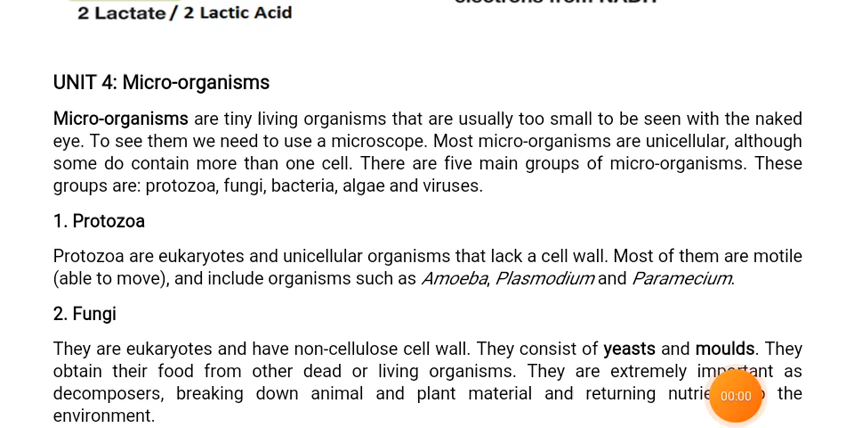 2 Lactate / 2 Lactic Acid
electrons from NADH
UNIT 4: Micro-organisms
Micro-organisms are tiny living organisms that are usually too small to be seen with the naked
eye. To see them we need to use a microscope. Most micro-organisms are unicellular, although
some do contain more than one cell. There are five main groups of micro-organisms. These
groups are: protozoa, fungi, bacteria, algae and viruses.
1. Protozoa
Protozoa are eukaryotes and unicellular organisms that lack a cell wall. Most of them are motile
(able to move), and include organisms such as Amoeba, Plasmodium and Paramecium.
2. Fungi
They are eukaryotes and have non-cellulose cell wall. They consist of yeasts and moulds. They
obtain their food from other dead or living organisms. They are extremely important as
decomposers, breaking down animal and plant material and returning the
environment.
00:00